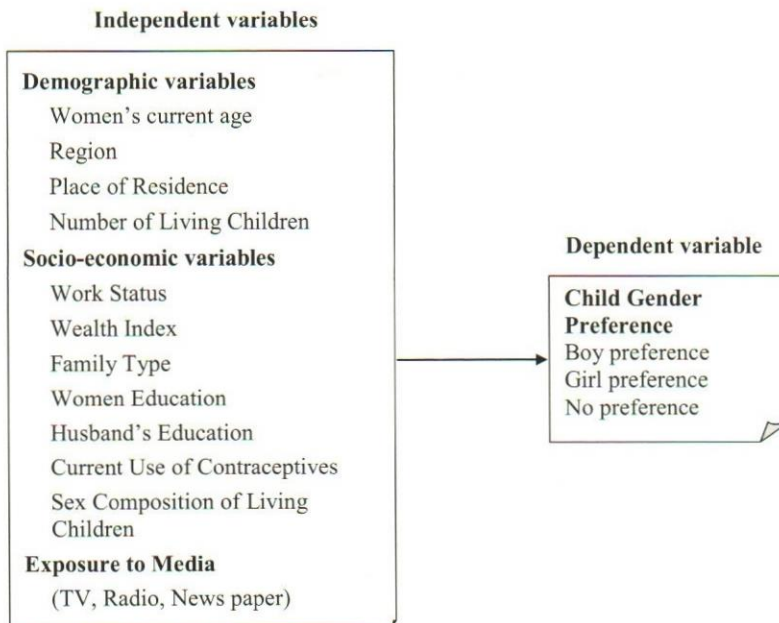 Independent variables
Demographic variables
Women's current age
Region
Place of Residence
Number of Living Children
Socio-economic variables
Work Status
Wealth Index
Family Type
Women Education
Husband's Education
Current Use of Contraceptives
Sex Composition of Living
Children
Exposure to Media
(TV, Radio, News paper)
Dependent variable
Child Gender
Preference
Boy preference
Girl preference
No preference